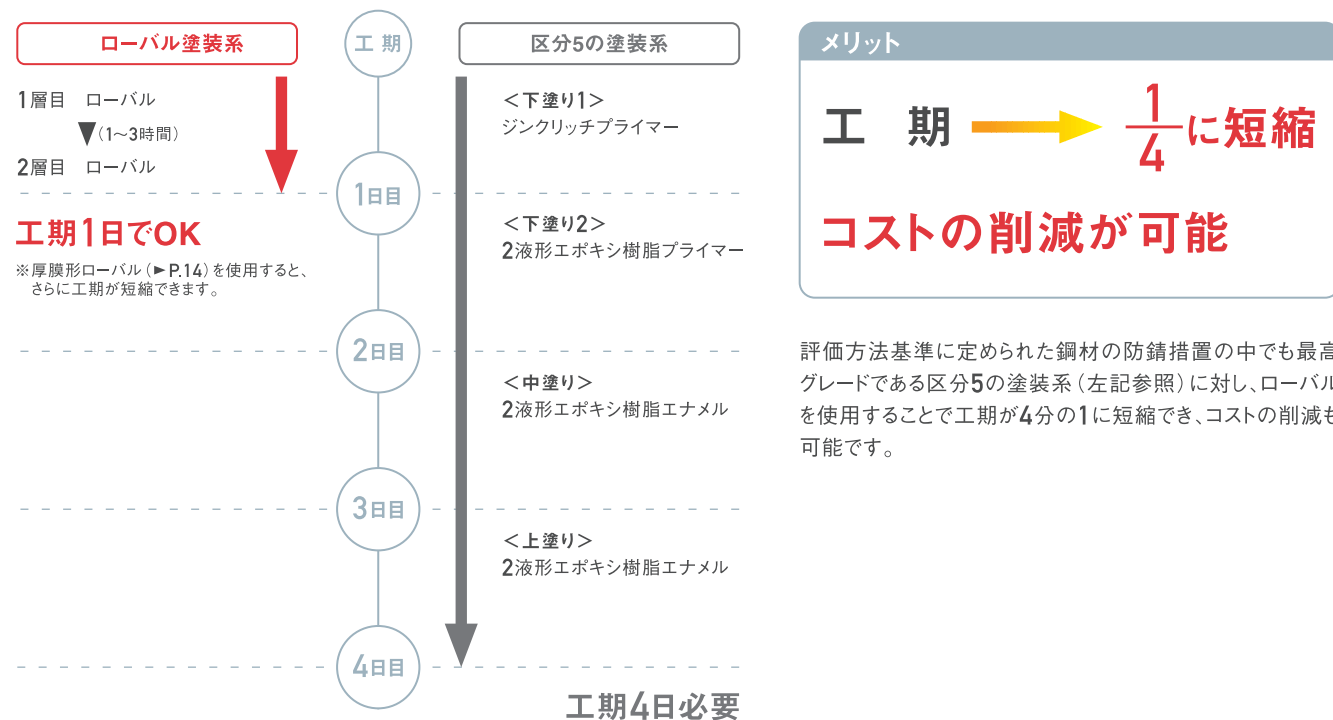 ローバル塗装系
1層目 ローバル
▼(1〜3時間)
2層目 ローバル
工期1日でOK
※厚膜形ローバル(►P.14)を使用すると、
さらに工期が短縮できます。
工 期
1日目
2日目
3日目
4日目
区分5の塗装系
<下塗り1>
ジンクリッチプライマー
<下塗り2>
2液形エポキシ樹脂プライマー
<中塗り>
2液形エポキシ樹脂エナメル
<上塗り>
2液形エポキシ樹脂エナメル
工期4日必要
メリット
工 期 1/4に短縮
コストの削減が可能
評価方法基準に定められた鋼材の防錆措置の中でも最高
グレードである区分5の塗装系(左記参照)に対し、ローバル
を使用することで工期が4分の1に短縮でき、コストの削減も
可能です。